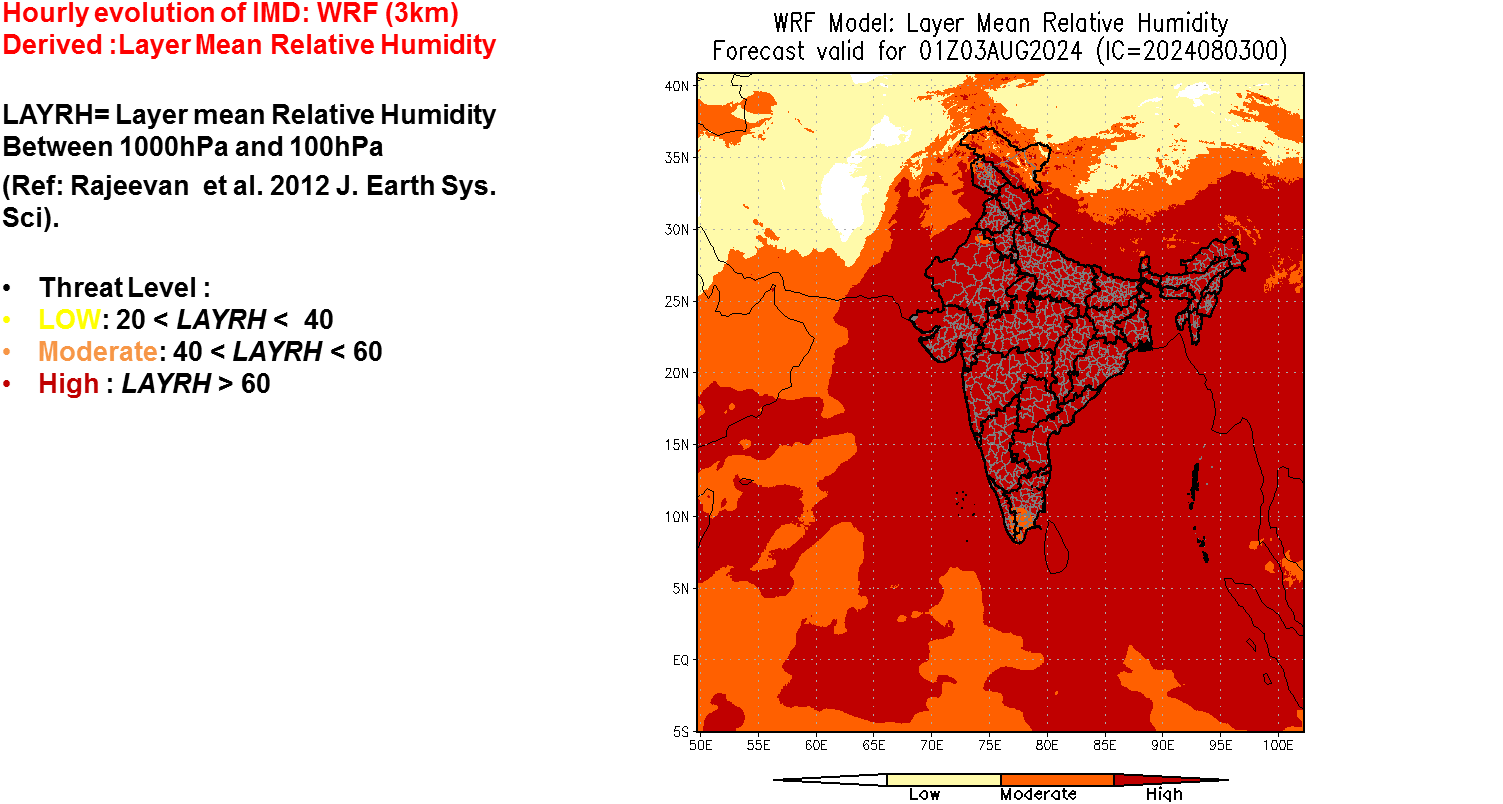 Hourly evolution of IMD: WRF (3km)
Derived :Layer Mean Relative Humidity
LAYRH= Layer mean Relative Humidity
Between 1000hPa and 100hPa
(Ref: Rajeevan et al. 2012 J. Earth Sys.
Sci).
• Threat Level :
• LOW: 20 < LAYRH < 40
• Moderate: 40 < LAYRH < 60
• High : LAYRH > 60
WRF Model: Layer Mean Relative Humidity
Forecast valid for 01Z03AUG2024 (IC=2024080300)
40N
35N
30N
25N
20N
15N
10N
5N
EQ
5S
50E 55E 60E 65E 70E 75E 80E 85E 90E 95E 100E
Low Moderate High